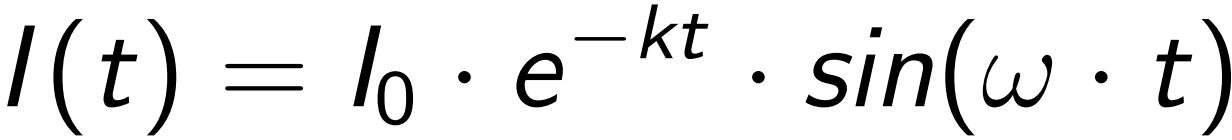 I(t) = I₀ · e^{−kt} · sin(ω · t)